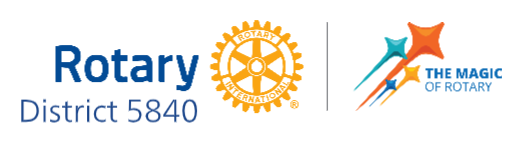 Rotary
District 5840
ROTARY
INTERNATIONAL
®
THE MAGIC
OF ROTARY